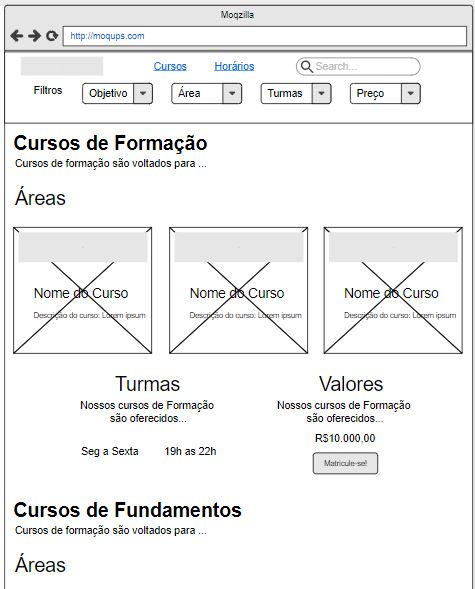 Moqzilla
http://moqups.com
Cursos Horários Search...
Filtros Objetivo Área Turmas Preço
Cursos de Formação
Cursos de formação são voltados para ...
Áreas
Nome do Curso Nome do Curso Nome do Curso
Descrição do curso: Lorem ipsum Descrição do curso: Lorem ipsum Descrição do curso: Lorem ipsum
Turmas Valores
Nossos cursos de Formação Nossos cursos de Formação
são oferecidos... são oferecidos...
R$10.000,00
Seg a Sexta 19h as 22h
Matricule-se!
Cursos de Fundamentos
Cursos de formação são voltados para ...
Áreas